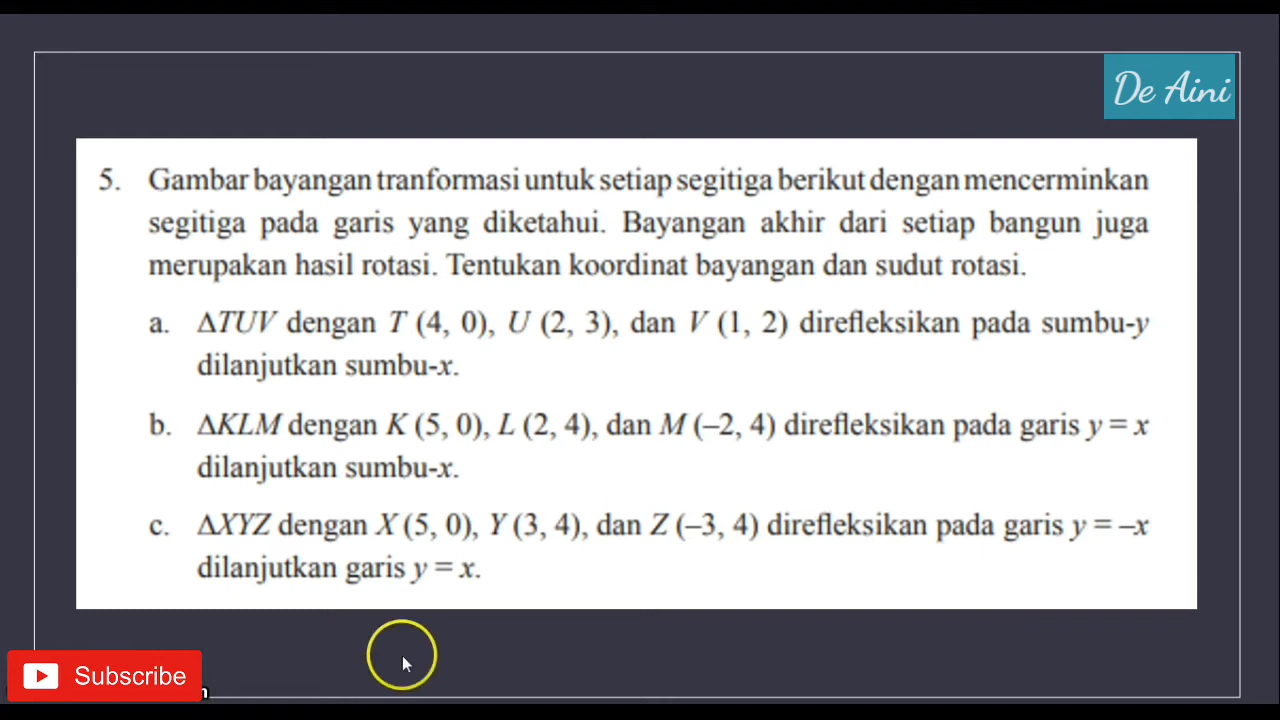 De Aini
5. Gambar bayangan tranformasi untuk setiap segitiga berikut dengan mencerminkan
segitiga pada garis yang diketahui. Bayangan akhir dari setiap bangun juga
merupakan hasil rotasi. Tentukan koordinat bayangan dan sudut rotasi.
a. ΔTUV dengan T (4, 0), U (2, 3), dan V (1, 2) direfleksikan pada sumbu-y
dilanjutkan sumbu-x.
b. ΔKLM dengan K (5, 0), L (2, 4), dan M (–2, 4) direfleksikan pada garis y = x
dilanjutkan sumbu-x.
c. ΔXYZ dengan X (5, 0), Y (3, 4), dan Z (–3, 4) direfleksikan pada garis y = –x
dilanjutkan garis y = x.
Subscribe